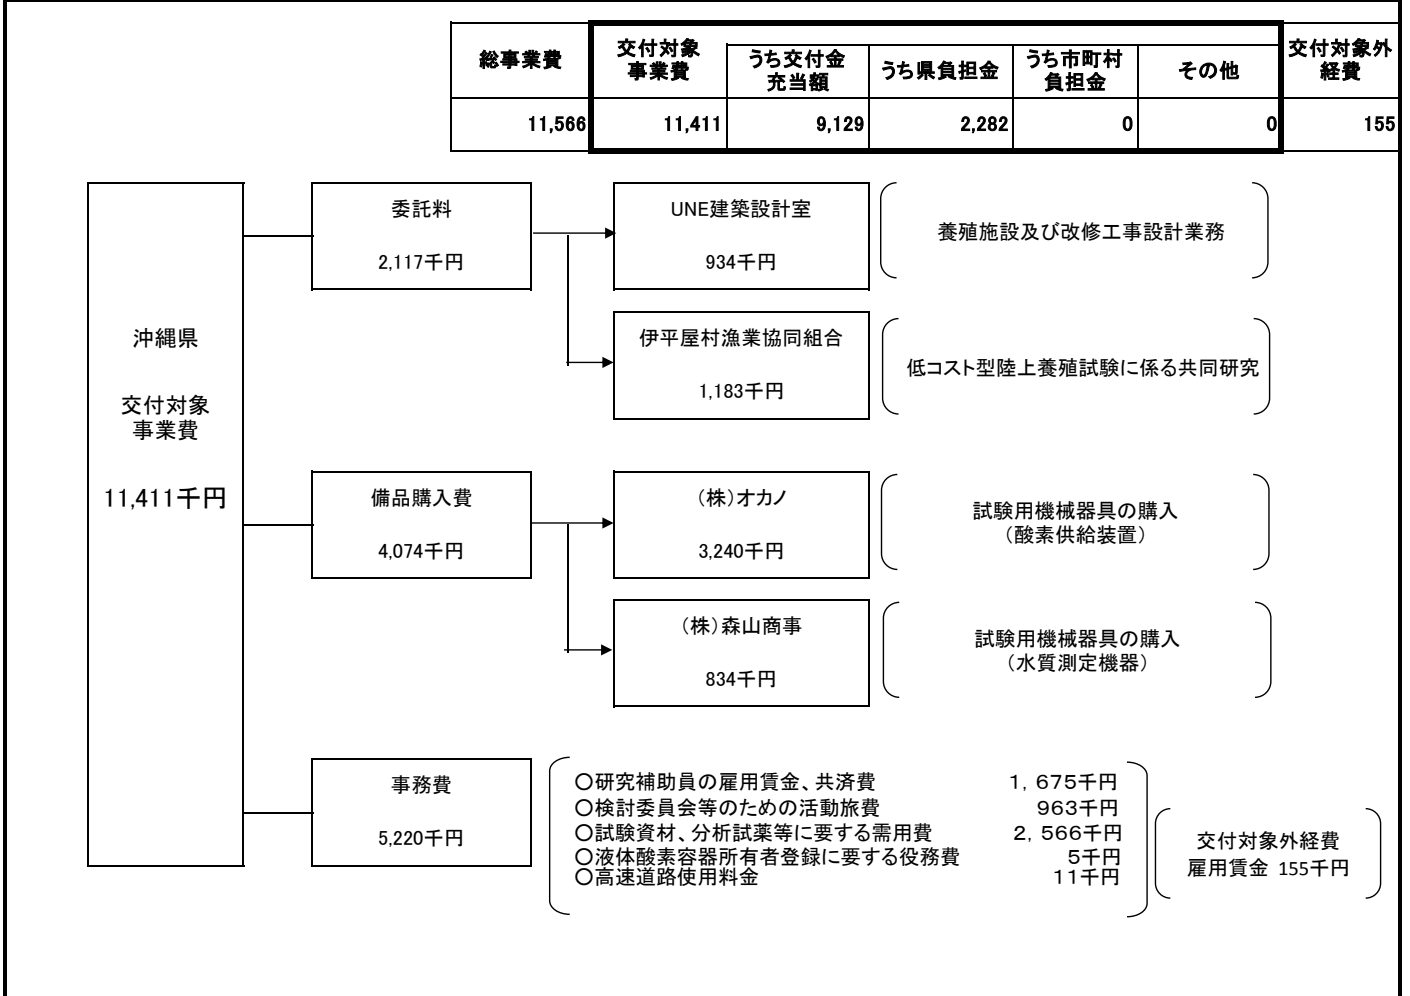 総事業費
交付対象
事業費
うち交付金
充当額
うち県負担金
うち市町村
負担金
その他
交付対象外
経費
11,566
11,411
9,129
2,282
0
0
155
沖縄県
交付対象
事業費
11,411千円
委託料
2,117千円
UNE建築設計室
934千円
養殖施設及び改修工事設計業務
伊平屋村漁業協同組合
1,183千円
低コスト型陸上養殖試験に係る共同研究
備品購入費
4,074千円
（株）オカノ
3,240千円
試験用機械器具の購入
（酸素供給装置）
（株）森山商事
834千円
試験用機械器具の購入
（水質測定機器）
事務費
5,220千円
○研究補助員の雇用賃金、共済費 1，675千円
○検討委員会等のための活動旅費 963千円
○試験資材、分析試薬等に要する需用費 2，566千円
○液体酸素容器所有者登録に要する役務費 5千円
○高速道路使用料金 11千円
交付対象外経費
雇用賃金 155千円